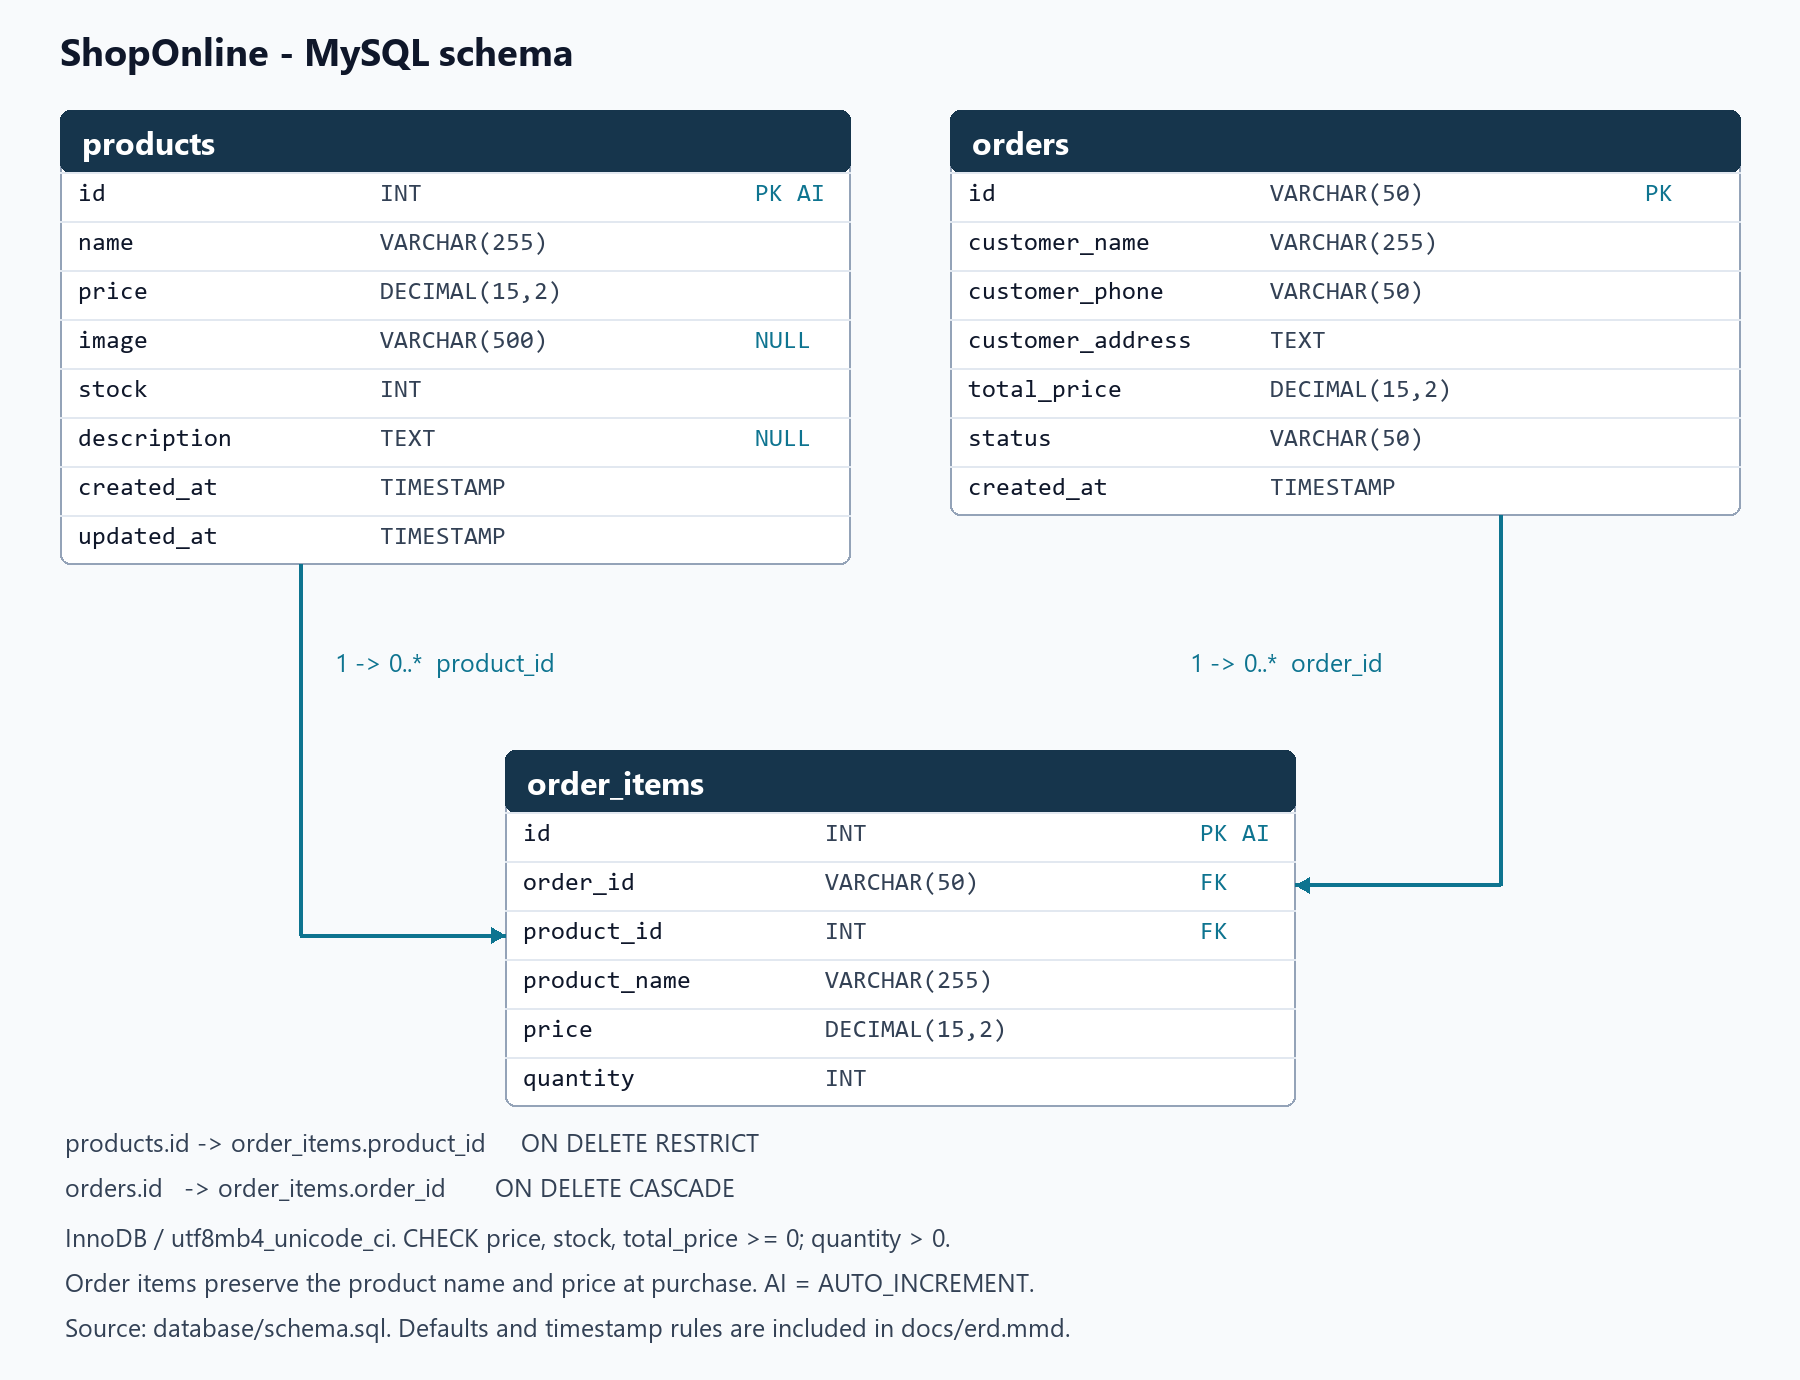 ShopOnline - MySQL schema
products
id INT PK AI
name VARCHAR(255)
price DECIMAL(15,2)
image VARCHAR(500) NULL
stock INT
description TEXT NULL
created_at TIMESTAMP
updated_at TIMESTAMP
orders
id VARCHAR(50) PK
customer_name VARCHAR(255)
customer_phone VARCHAR(50)
customer_address TEXT
total_price DECIMAL(15,2)
status VARCHAR(50)
created_at TIMESTAMP
1 -> 0..* product_id
1 -> 0..* order_id
order_items
id INT PK AI
order_id VARCHAR(50) FK
product_id INT FK
product_name VARCHAR(255)
price DECIMAL(15,2)
quantity INT
products.id -> order_items.product_id ON DELETE RESTRICT
orders.id -> order_items.order_id ON DELETE CASCADE
InnoDB / utf8mb4_unicode_ci. CHECK price, stock, total_price >= 0; quantity > 0.
Order items preserve the product name and price at purchase. AI = AUTO_INCREMENT.
Source: database/schema.sql. Defaults and timestamp rules are included in docs/erd.mmd.